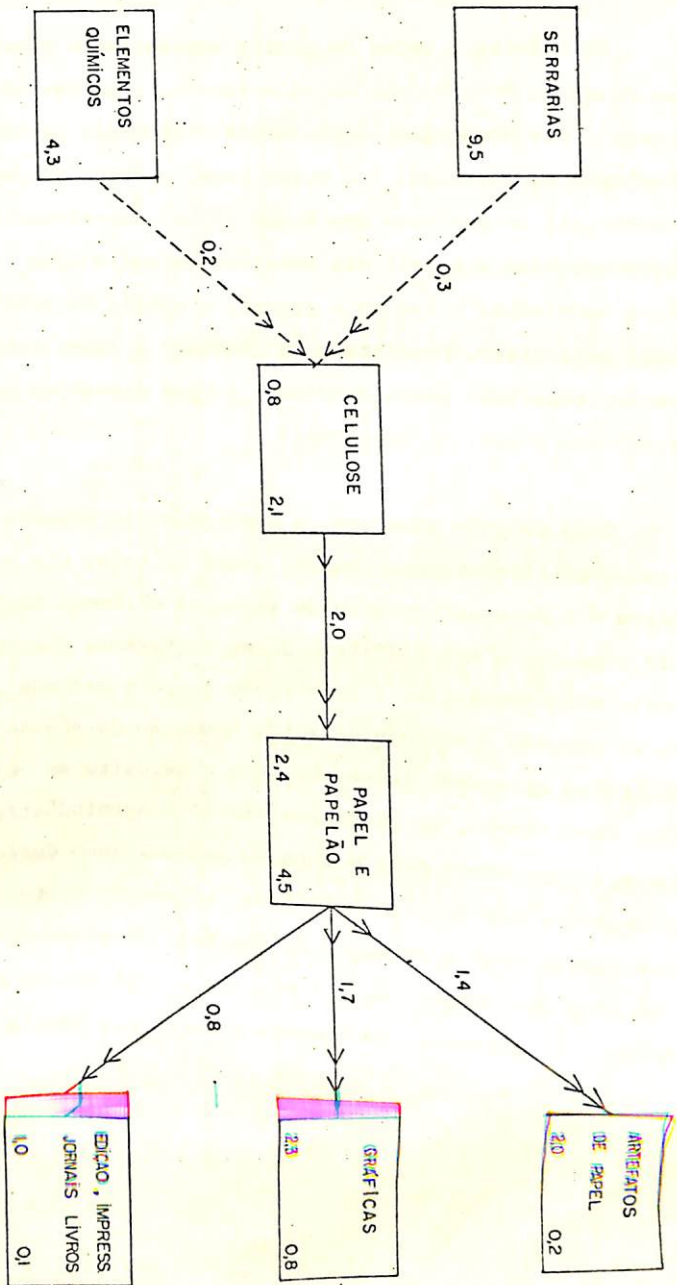 SERRARIAS
9,5
ELEMENTOS
QUÍMICOS
4,3
0,3
0,2
CELULOSE
0,8 2,1
2,0
PAPEL E
PAPELÃO
2,4 4,5
1,4
1,7
0,8
ARTEFATOS
DE PAPEL
2,0 0,2
GRÁFICAS
2,3 0,8
EDIÇÃO, IMPRESS.
JORNAIS LIVROS
1,0 0,1